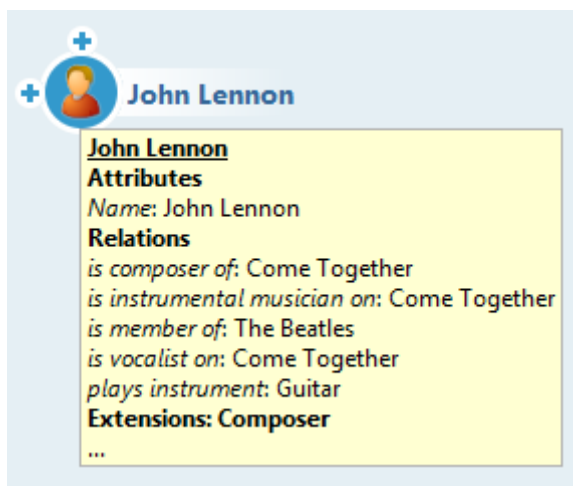 John Lennon
John Lennon
Attributes
Name: John Lennon
Relations
is composer of: Come Together
is instrumental musician on: Come Together
is member of: The Beatles
is vocalist on: Come Together
plays instrument: Guitar
Extensions: Composer
...